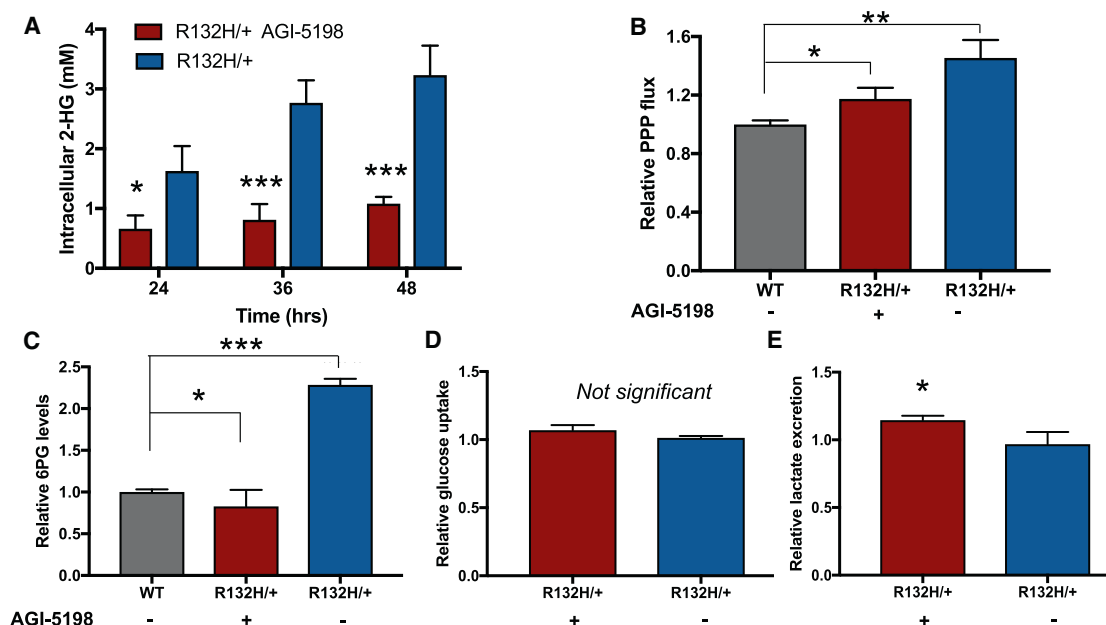 A
R132H/+ AGI-5198
R132H/+
Intracellular 2-HG (mM)
4
3
2
1
0
*
***
***
24
36
48
Time (hrs)
B
**
*
Relative PPP flux
1.6
1.2
0.8
0.4
0.0
WT
R132H/+
R132H/+
AGI-5198
-
+
-
C
***
*
Relative 6PG levels
2.5
2.0
1.5
1.0
0.5
0.0
WT
R132H/+
R132H/+
AGI-5198
-
+
-
D
Not significant
Relative glucose uptake
1.5
1.0
0.5
0.0
R132H/+
R132H/+
+
-
E
*
Relative lactate excretion
1.5
1.0
0.5
0.0
R132H/+
R132H/+
+
-